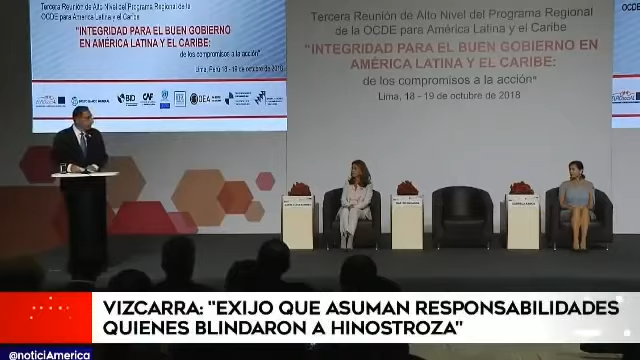 Tercera Reunión de Alto Nivel del Programa Regional de la
OCDE para América Latina y el Caribe
"INTEGRIDAD PARA EL BUEN GOBIERNO
EN AMÉRICA LATINA Y EL CARIBE:
de los compromisos a la acción"
Lima, Perú 18 - 19 de octubre de 2018
BID
CAF
OEA
Tercera Reunión de Alto Nivel del Programa Regional
de la OCDE para América Latina y el Caribe
"INTEGRIDAD PARA EL BUEN GOBIERNO EN
AMÉRICA LATINA Y EL CARIBE:
de los compromisos a la acción"
Lima, 18 - 19 de octubre de 2018
VIZCARRA: "EXIJO QUE ASUMAN RESPONSABILIDADES
QUIENES BLINDARON A HINOSTROZA"
@noticiAmerica